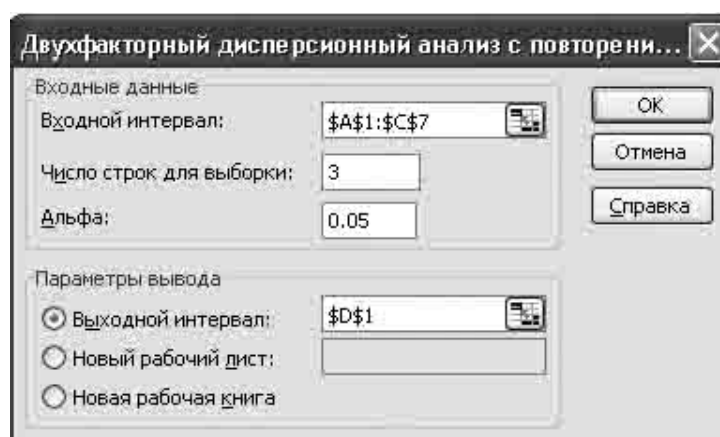 Двухфакторный дисперсионный анализ с повторени...
Входные данные
Входной интервал: $A$1:$C$7
Число строк для выборки: 3
Альфа: 0.05
ОК
Отмена
Справка
Параметры вывода
Выходной интервал: $D$1
Новый рабочий лист:
Новая рабочая книга